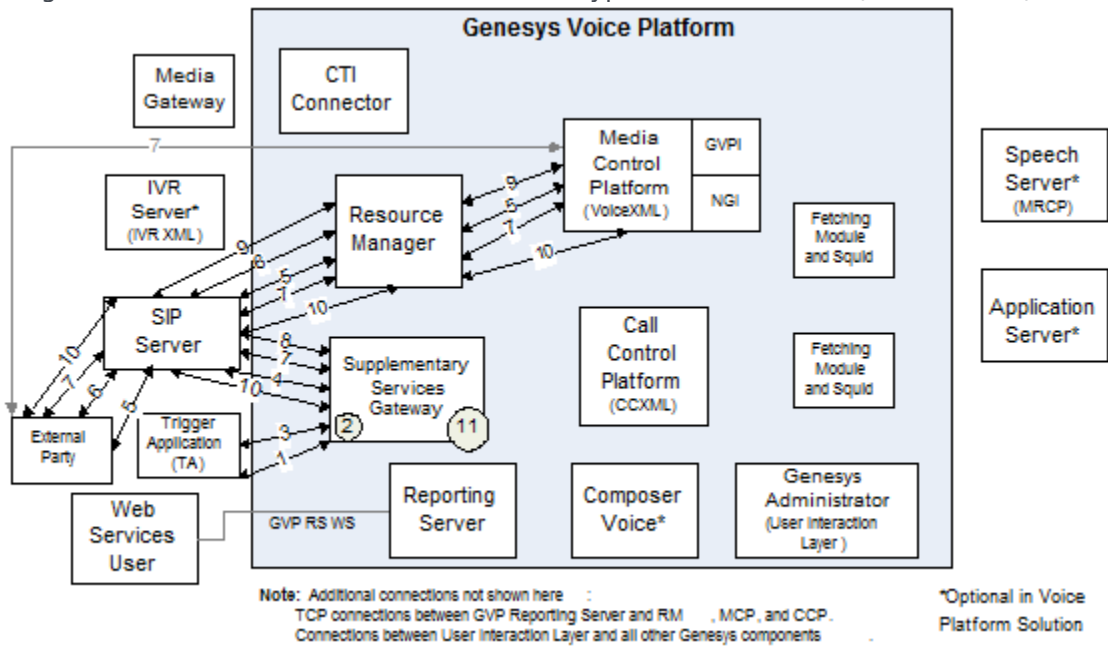 Genesys Voice Platform
Media
Gateway
CTI
Connector
7
Media
Control
Platform
(VoiceXML)
GVPI
NGI
Speech
Server*
(MRCP)
IVR
Server*
(IVR XML)
Resource
Manager
9
5
7
10
Fetching
Module
and Squid
9
6
5
7
10
SIP
Server
Application
Server*
Call
Control
Platform
(CCXML)
Fetching
Module
and Squid
8
7
4
10
Supplementary
Services
Gateway
2
11
10
7
6
5
External
Party
Trigger
Application
(TA)
3
1
Web
Services
User
GVP RS WS
Reporting
Server
Composer
Voice*
Genesys
Administrator
(User Interaction
Layer )
Note: Additional connections not shown here :
TCP connections between GVP Reporting Server and RM , MCP, and CCP.
Connections between User Interaction Layer and all other Genesys components .
*Optional in Voice
Platform Solution